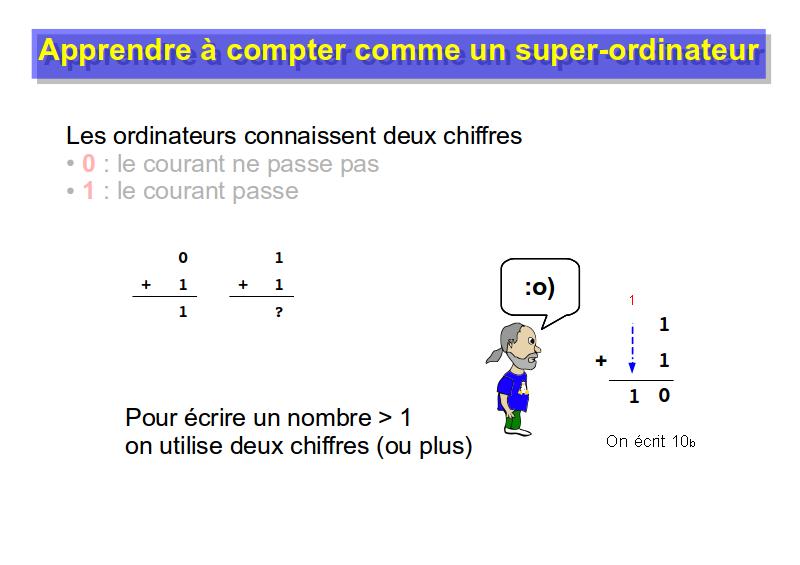 Apprendre à compter comme un super-ordinateur
Les ordinateurs connaissent deux chiffres
• 0 : le courant ne passe pas
• 1 : le courant passe
0
+ 1
1
1
+ 1
?
:o)
1
1
+ 1
1 0
On écrit 10b
Pour écrire un nombre > 1
on utilise deux chiffres (ou plus)